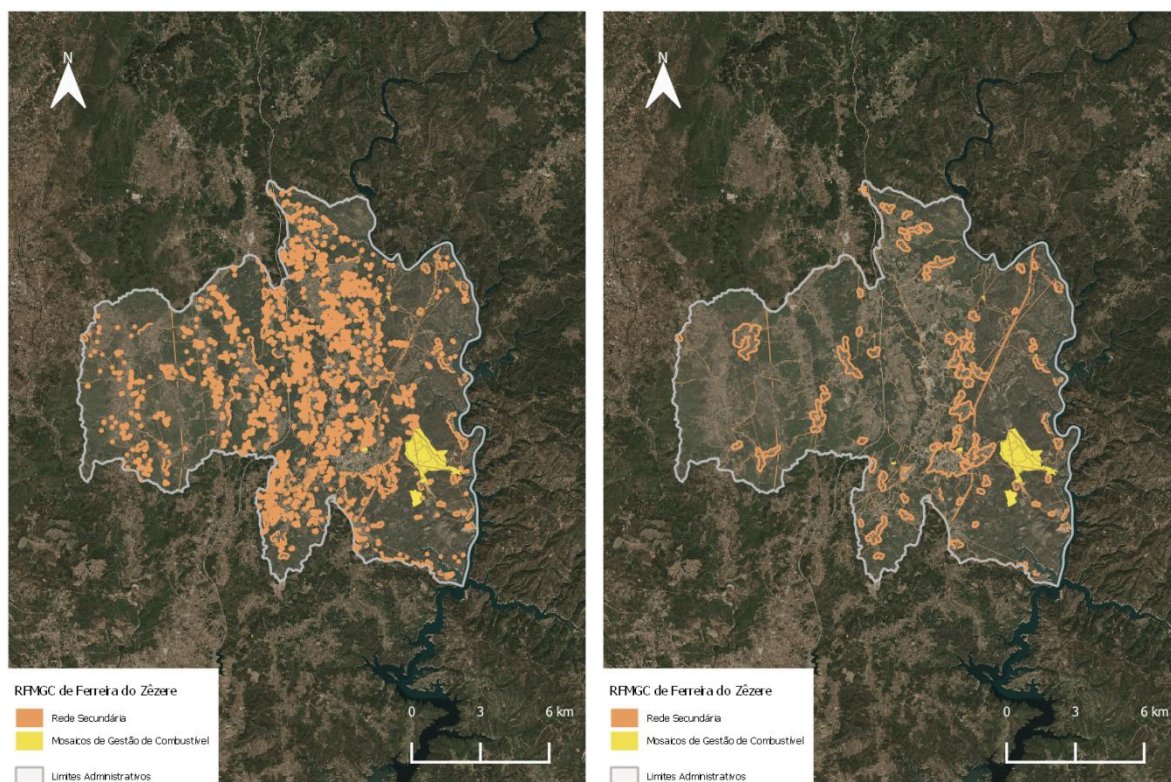 N
RFMGC de Ferreira do Zêzere
Rede Secundária
Mosaicos de Gestão de Combustível
Limites Administrativos
0 3 6 km
N
RFMGC de Ferreira do Zêzere
Rede Secundária
Mosaicos de Gestão de Combustível
Limites Administrativos
0 3 6 km